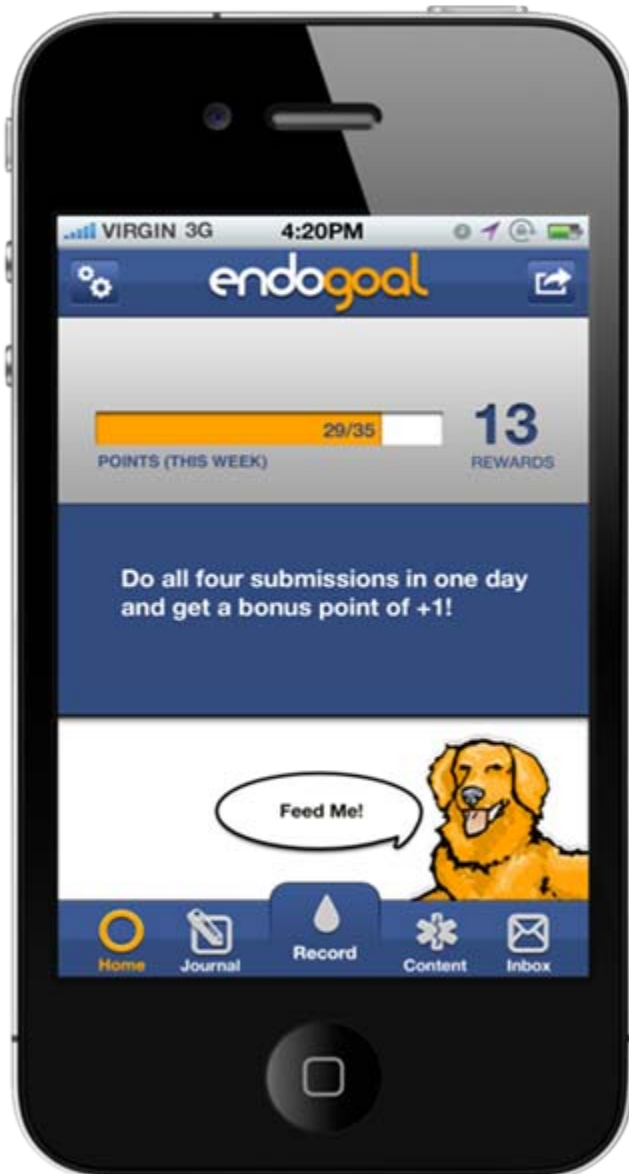 VIRGIN 3G 4:20PM
endogoal
29/35
13
POINTS (THIS WEEK)
REWARDS
Do all four submissions in one day
and get a bonus point of +1!
Feed Me!
Home Journal Record Content Inbox